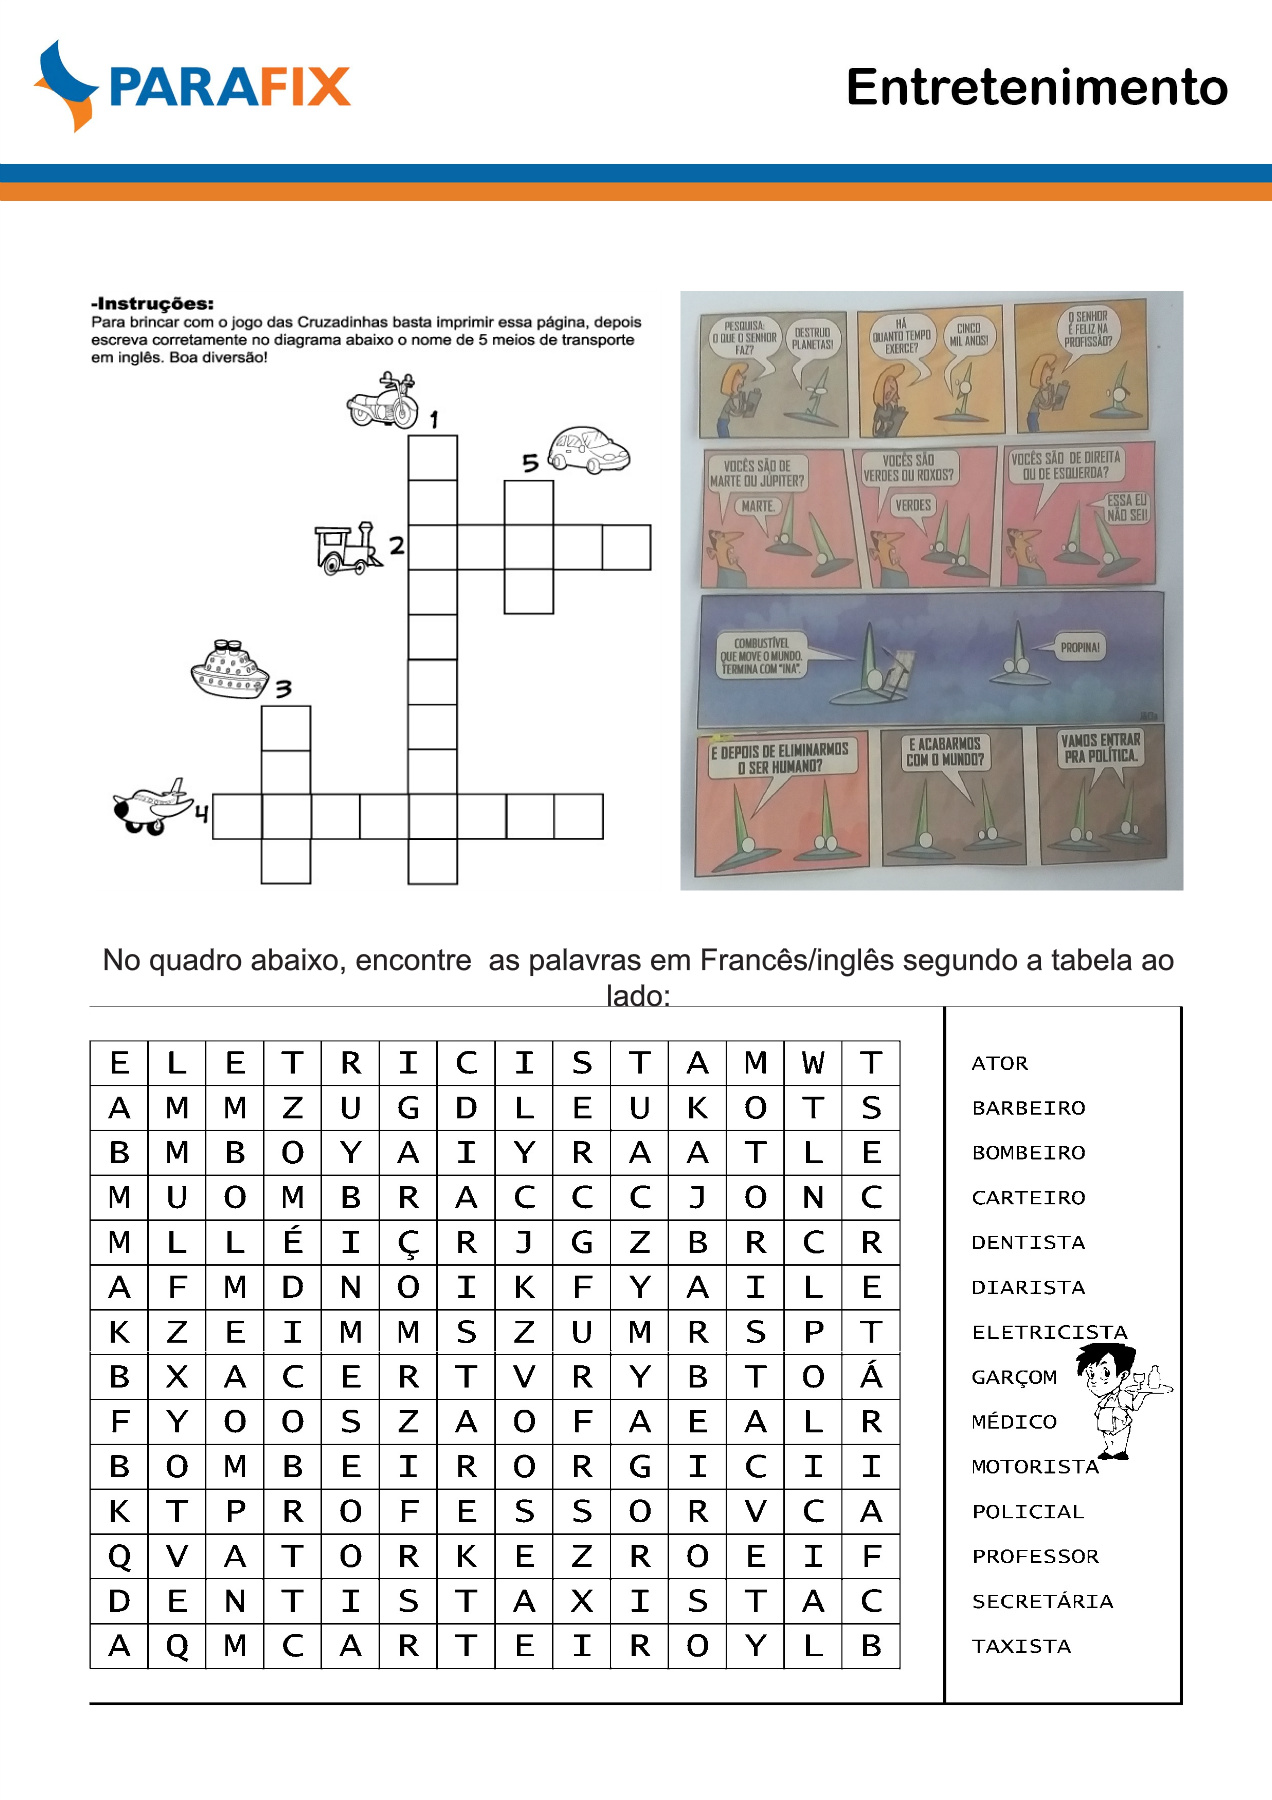 PARAFIX
Entretenimento
-Instruções:
Para brincar com o jogo das Cruzadinhas basta imprimir essa página, depois
escreva corretamente no diagrama abaixo o nome de 5 meios de transporte
em inglês. Boa diversão!
1
5
2
3
4
PESQUISA:
O QUE O SENHOR
FAZ?
DESTRUO
PLANETAS!
HÁ
QUANTO TEMPO
EXERCE?
CINCO
MIL ANOS!
O SENHOR
É FELIZ NA
PROFISSÃO?
VOCÊS SÃO DE
MARTE OU JÚPITER?
MARTE.
VOCÊS SÃO
VERDES OU ROXOS?
VERDES
VOCÊS SÃO DE DIREITA
OU DE ESQUERDA?
ESSA EU
NÃO SEI!
COMBUSTÍVEL
QUE MOVE O MUNDO.
TERMINA COM "INA".
PROPINA!
E DEPOIS DE ELIMINARMOS
O SER HUMANO?
E ACABARMOS
COM O MUNDO?
VAMOS ENTRAR
PRA POLÍTICA.
No quadro abaixo, encontre as palavras em Francês/inglês segundo a tabela ao
lado:
E L E T R I C I S T A M W T
A M M Z U G D L E U K O T S
B M B O Y A I Y R A A T L E
M U O M B R A C C C J O N C
M L L É I Ç R J G Z B R C R
A F M D N O I K F Y A I L E
K Z E I M M S Z U M R S P T
B X A C E R T V R Y B T O Á
F Y O O S Z A O F A E A L R
B O M B E I R O R G I C I I
K T P R O F E S S O R V C A
Q V A T O R K E Z R O E I F
D E N T I S T A X I S T A C
A Q M C A R T E I R O Y L B
ATOR
BARBEIRO
BOMBEIRO
CARTEIRO
DENTISTA
DIARISTA
ELETRICISTA
GARÇOM
MÉDICO
MOTORISTA
POLICIAL
PROFESSOR
SECRETÁRIA
TAXISTA